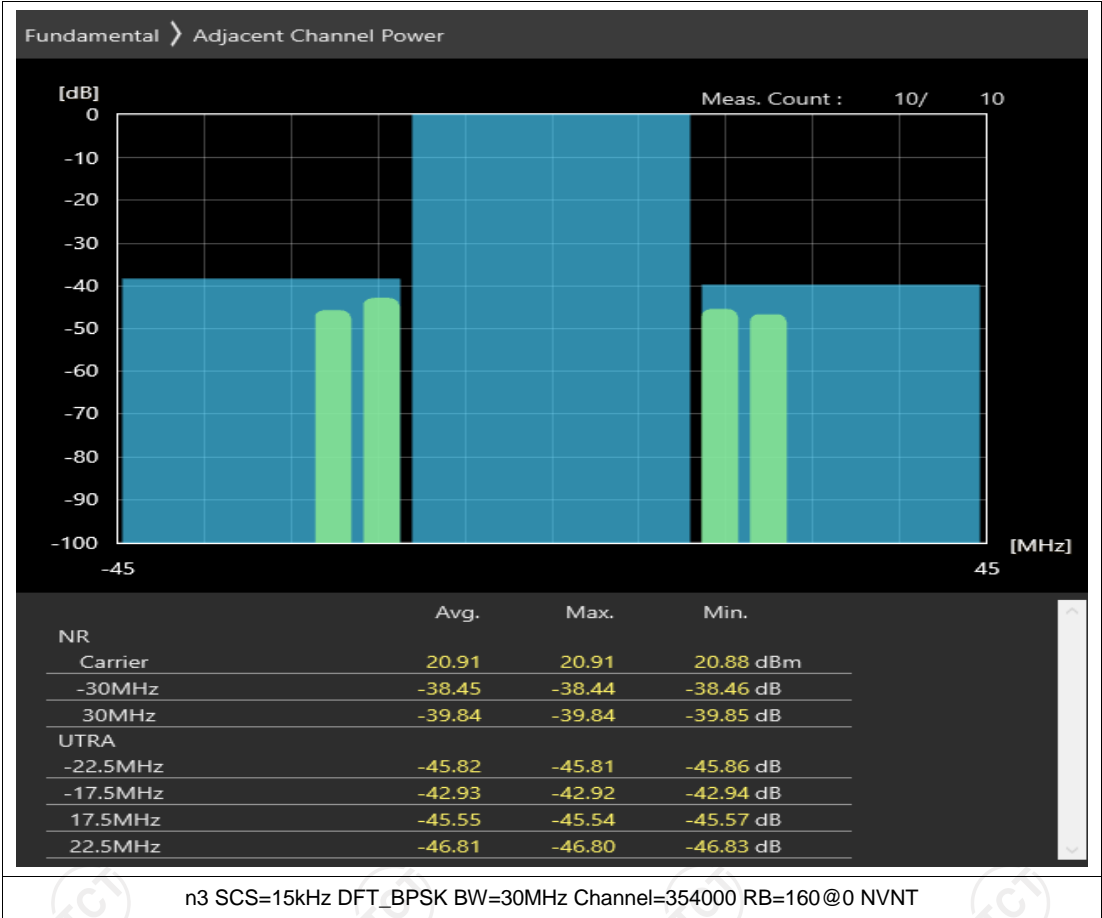 Fundamental 〉 Adjacent Channel Power
[dB]
Meas. Count : 10/ 10
0
-10
-20
-30
-40
-50
-60
-70
-80
-90
-100
[MHz]
-45 45
Avg. Max. Min.
NR
Carrier 20.91 20.91 20.88 dBm
-30MHz -38.45 -38.44 -38.46 dB
30MHz -39.84 -39.84 -39.85 dB
UTRA
-22.5MHz -45.82 -45.81 -45.86 dB
-17.5MHz -42.93 -42.92 -42.94 dB
17.5MHz -45.55 -45.54 -45.57 dB
22.5MHz -46.81 -46.80 -46.83 dB
n3 SCS=15kHz DFT_BPSK BW=30MHz Channel=354000 RB=160@0 NVNT
TCT TCT TCT TCT